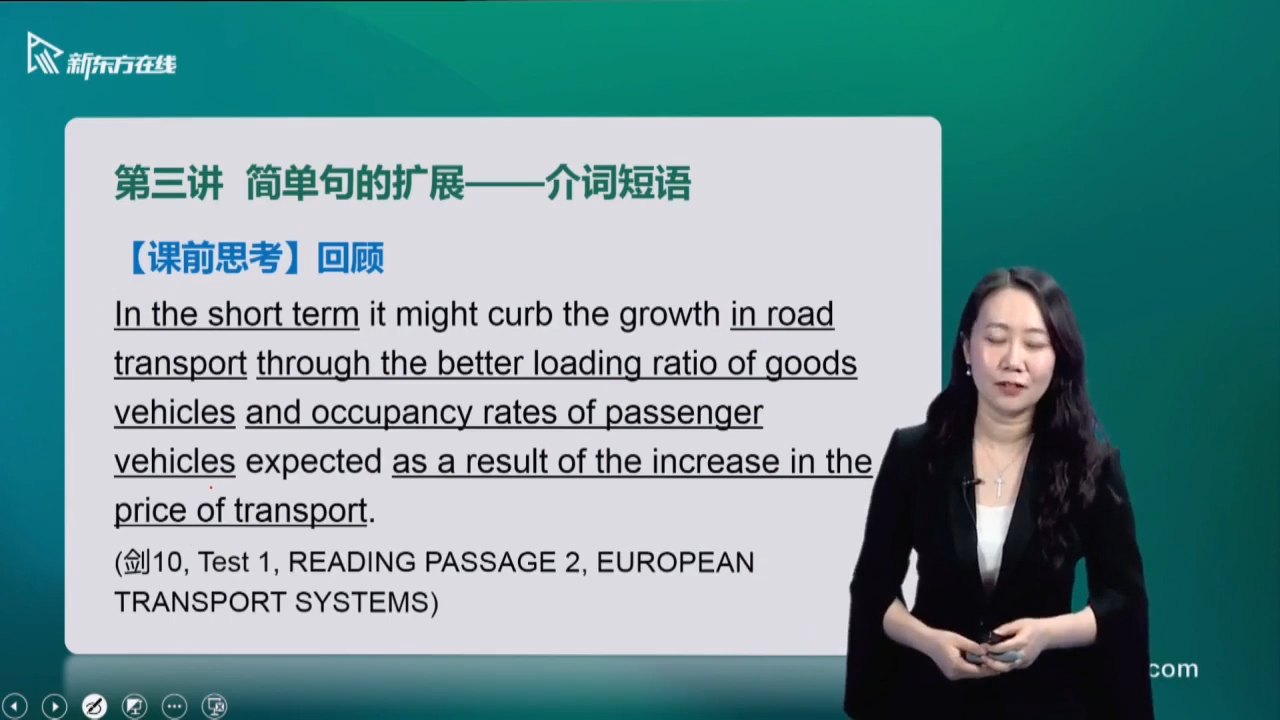 新东方在线
第三讲 简单句的扩展——介词短语
【课前思考】回顾
In the short term it might curb the growth in road
transport through the better loading ratio of goods
vehicles and occupancy rates of passenger
vehicles expected as a result of the increase in the
price of transport.
(剑10, Test 1, READING PASSAGE 2, EUROPEAN
TRANSPORT SYSTEMS)
.com